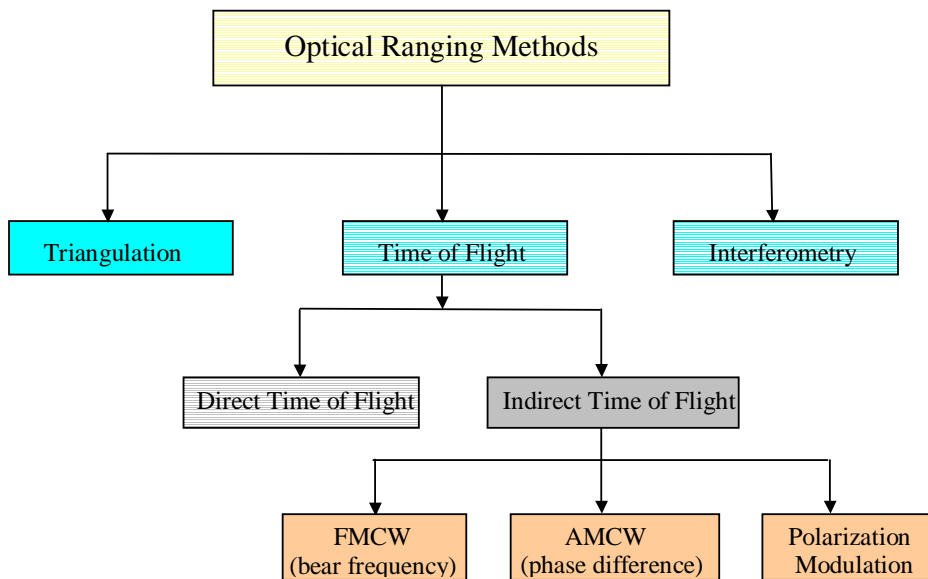 Optical Ranging Methods
Triangulation
Time of Flight
Interferometry
Direct Time of Flight
Indirect Time of Flight
FMCW
(bear frequency)
AMCW
(phase difference)
Polarization
Modulation